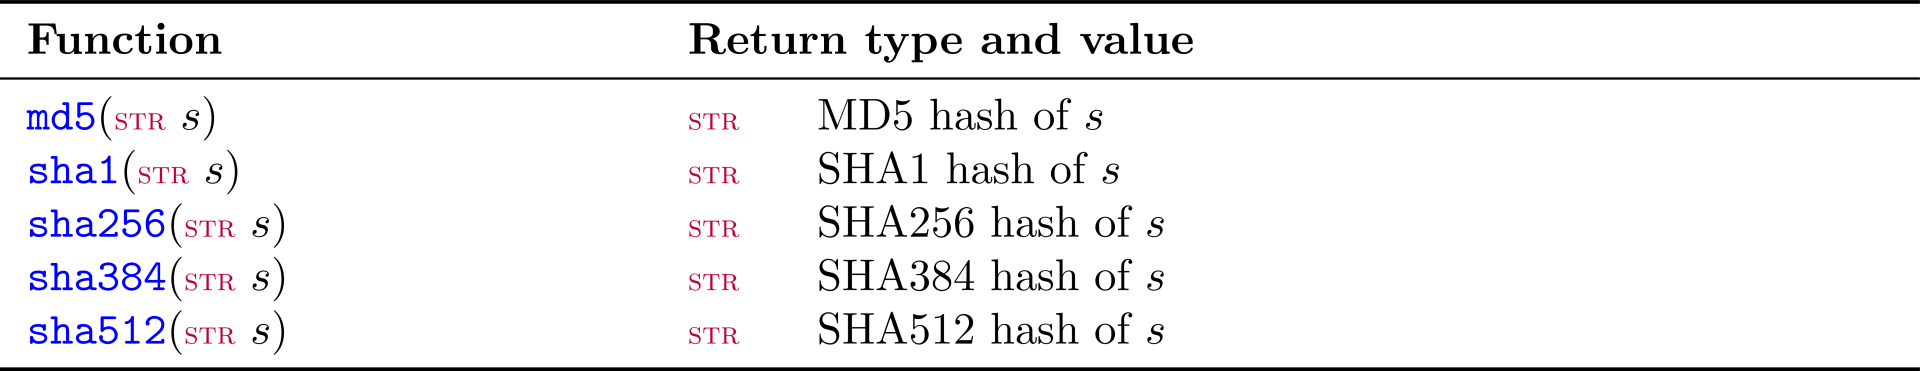 Function Return type and value
md5(STR s) STR MD5 hash of s
sha1(STR s) STR SHA1 hash of s
sha256(STR s) STR SHA256 hash of s
sha384(STR s) STR SHA384 hash of s
sha512(STR s) STR SHA512 hash of s